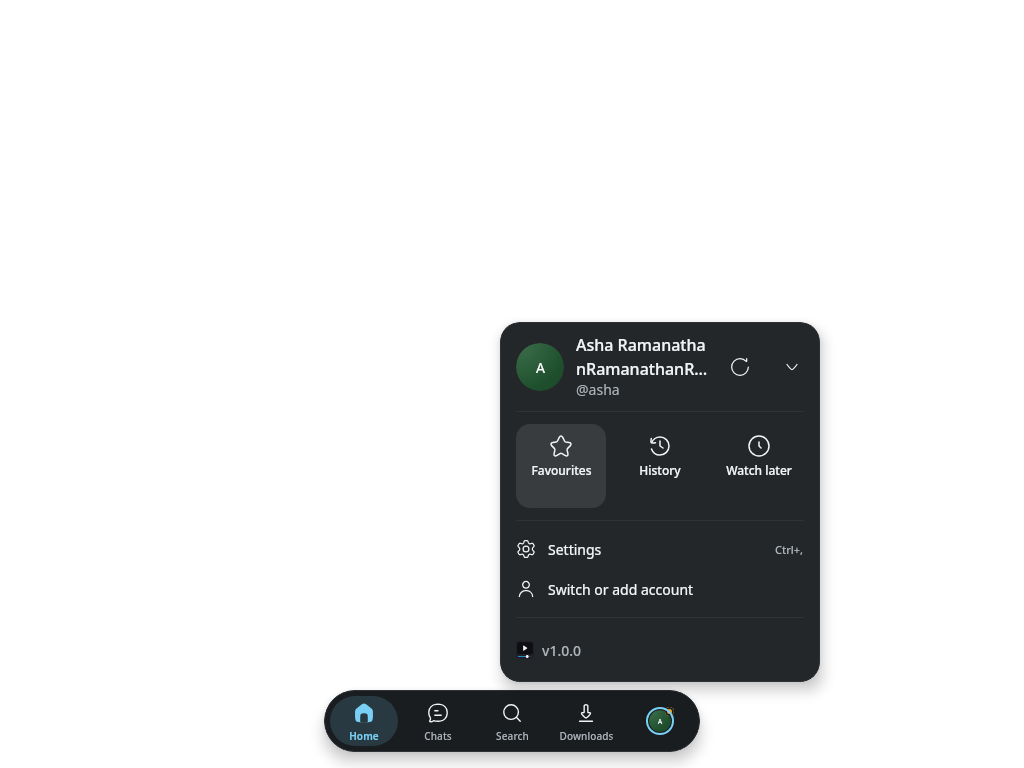 A
Asha Ramanatha
nRamanathanR...
@asha
Favourites
History
Watch later
Settings
Ctrl+,
Switch or add account
v1.0.0
Home
Chats
Search
Downloads
A